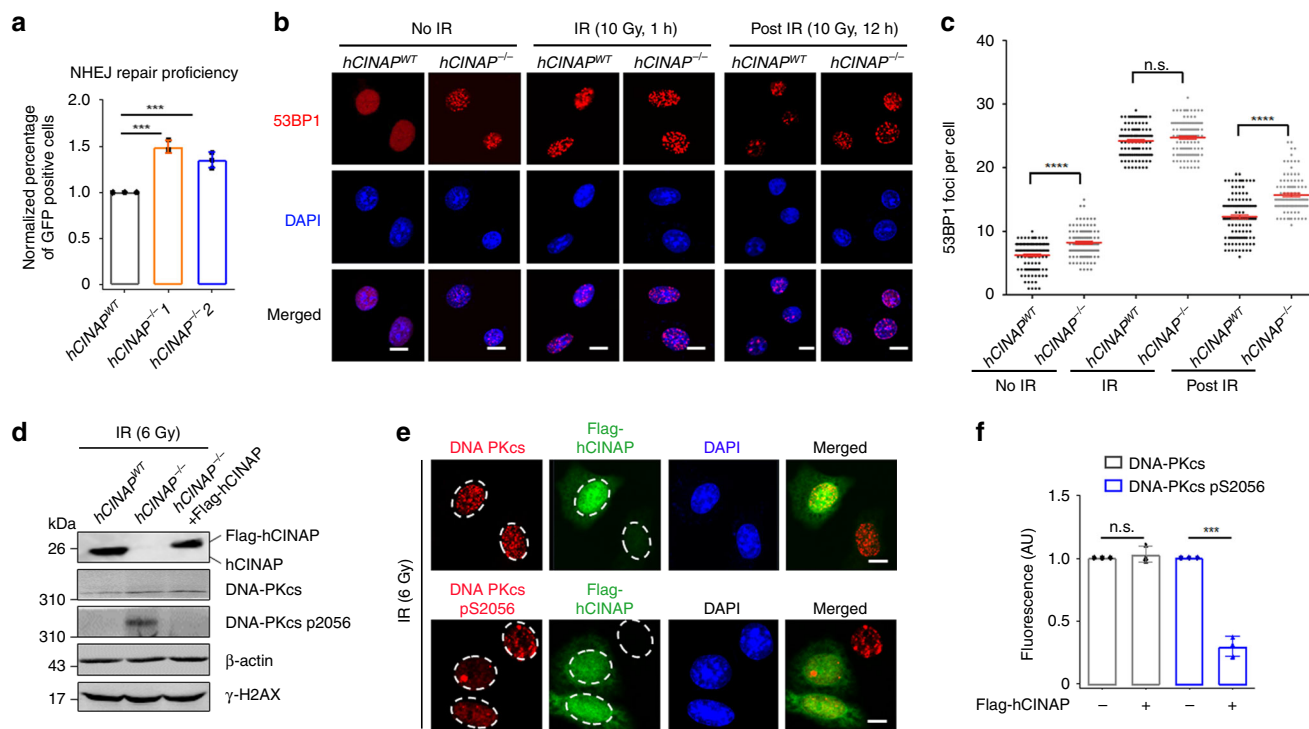 a
NHEJ repair proficiency
Normalized percentage
of GFP positive cells
2.0
1.5
1.0
0.5
0
***
***
hCINAP^WT
hCINAP^−/− 1
hCINAP^−/− 2
b
No IR
IR (10 Gy, 1 h)
Post IR (10 Gy, 12 h)
hCINAP^WT
hCINAP^−/−
hCINAP^WT
hCINAP^−/−
hCINAP^WT
hCINAP^−/−
53BP1
DAPI
Merged
c
53BP1 foci per cell
40
30
20
10
0
****
n.s.
****
hCINAP^WT
hCINAP^−/−
hCINAP^WT
hCINAP^−/−
hCINAP^WT
hCINAP^−/−
No IR
IR
Post IR
d
IR (6 Gy)
hCINAP^WT
hCINAP^−/−
hCINAP^−/−
+Flag-hCINAP
kDa
26
Flag-hCINAP
hCINAP
310
DNA-PKcs
310
DNA-PKcs p2056
43
β-actin
17
γ-H2AX
e
IR (6 Gy)
DNA PKcs
Flag-
hCINAP
DAPI
Merged
DNA PKcs
pS2056
Flag-
hCINAP
DAPI
Merged
f
DNA-PKcs
DNA-PKcs pS2056
Fluorescence (AU)
1.0
0.5
0
n.s.
***
Flag-hCINAP
−
+
−
+